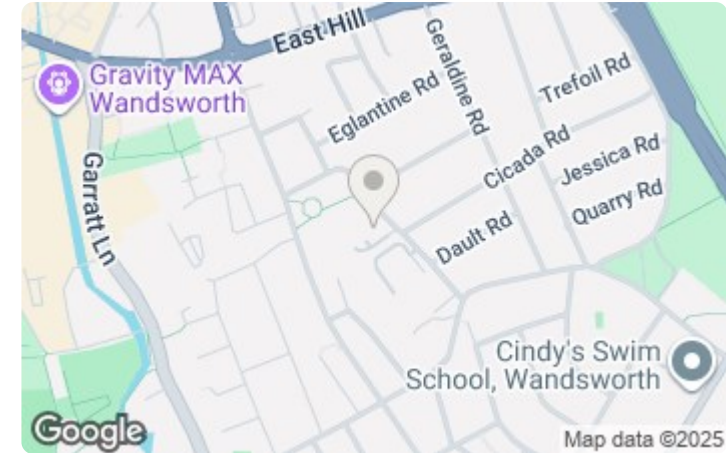 East Hill
Gravity MAX
Wandsworth
Eglantine Rd
Geraldine Rd
Trefoil Rd
Cicada Rd
Jessica Rd
Quarry Rd
Dault Rd
Garratt Ln
Cindy's Swim
School, Wandsworth
Google
Map data ©2025